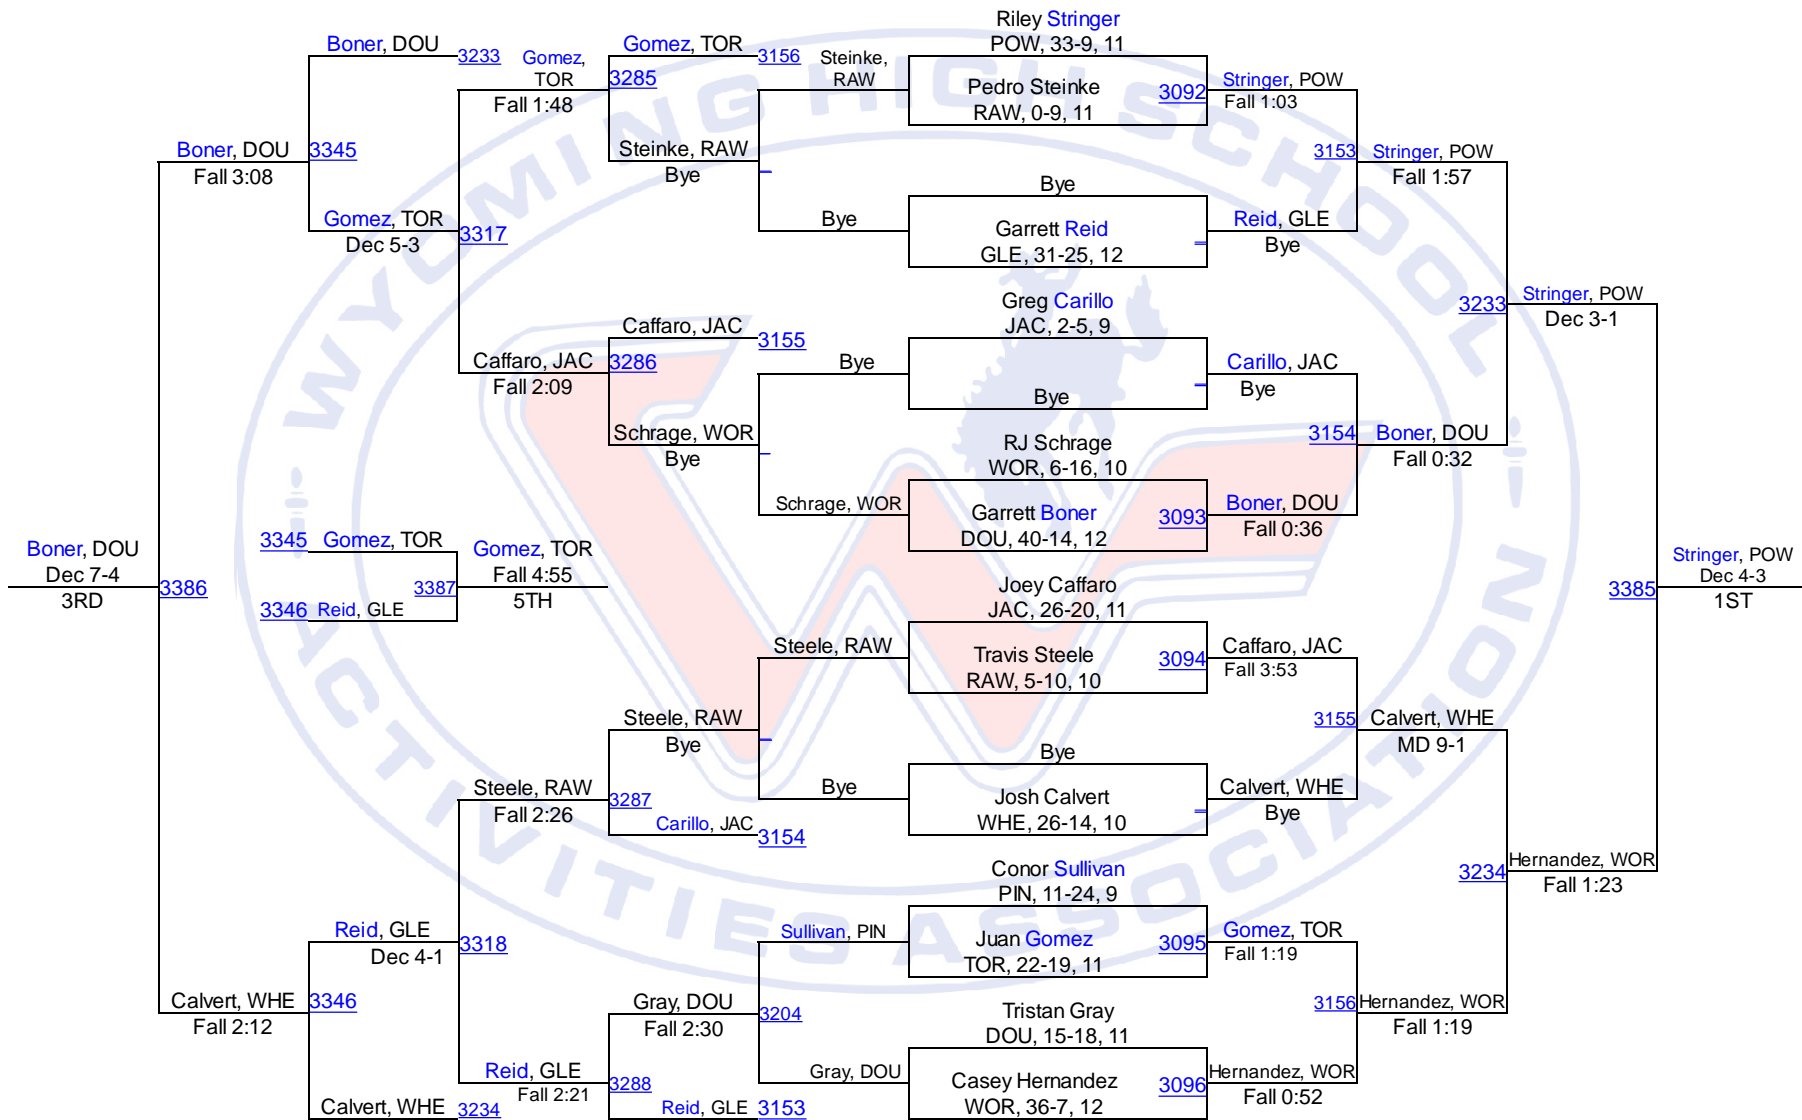 WYOMING HIGH SCHOOL
ACTIVITIES ASSOCIATION
Riley Stringer
POW, 33-9, 11
Pedro Steinke
RAW, 0-9, 11
3092
Bye
Garrett Reid
GLE, 31-25, 12
Greg Carillo
JAC, 2-5, 9
Bye
RJ Schrage
WOR, 6-16, 10
Garrett Boner
DOU, 40-14, 12
3093
Joey Caffaro
JAC, 26-20, 11
Travis Steele
RAW, 5-10, 10
3094
Bye
Josh Calvert
WHE, 26-14, 10
Conor Sullivan
PIN, 11-24, 9
Juan Gomez
TOR, 22-19, 11
3095
Tristan Gray
DOU, 15-18, 11
Casey Hernandez
WOR, 36-7, 12
3096
Stringer, POW
Fall 1:03
Reid, GLE
Bye
Carillo, JAC
Bye
Boner, DOU
Fall 0:36
Caffaro, JAC
Fall 3:53
Calvert, WHE
Bye
Gomez, TOR
Fall 1:19
Hernandez, WOR
Fall 0:52
3153
Stringer, POW
Fall 1:57
3154
Boner, DOU
Fall 0:32
3155
Calvert, WHE
MD 9-1
3156
Hernandez, WOR
Fall 1:19
3233
Stringer, POW
Dec 3-1
3234
Hernandez, WOR
Fall 1:23
3385
Stringer, POW
Dec 4-3
1ST
Steinke,
RAW
Bye
Bye
Schrage, WOR
Steele, RAW
Bye
Sullivan, PIN
Gray, DOU
Gomez, TOR
3156
Steinke, RAW
Bye
Caffaro, JAC
3155
Schrage, WOR
Bye
Steele, RAW
Bye
Carillo, JAC
3154
Gray, DOU
Fall 2:30
3204
Reid, GLE
3153
Gomez,
TOR
Fall 1:48
3285
Caffaro, JAC
Fall 2:09
3286
Steele, RAW
Fall 2:26
3287
Reid, GLE
Fall 2:21
3288
Boner, DOU
3233
Gomez, TOR
Dec 5-3
3317
Reid, GLE
Dec 4-1
3318
Calvert, WHE
3234
Boner, DOU
Fall 3:08
3345
Calvert, WHE
Fall 2:12
3346
Boner, DOU
Dec 7-4
3RD
3386
3345
Gomez, TOR
3346
Reid, GLE
3387
Gomez, TOR
Fall 4:55
5TH